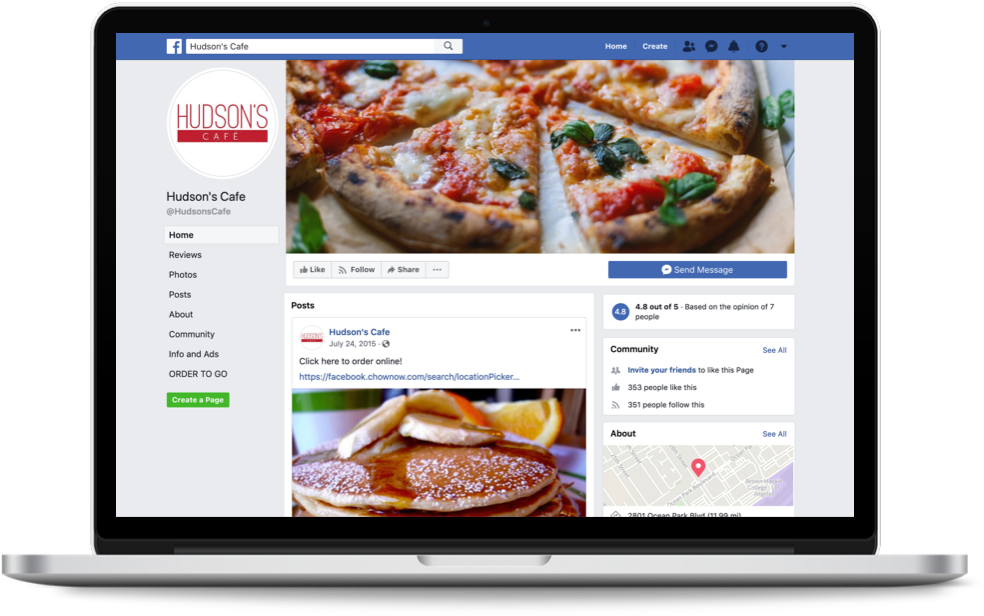 Hudson's Cafe
Home
Create
HUDSON'S
CAFÉ
Hudson's Cafe
@HudsonsCafe
Home
Reviews
Photos
Posts
About
Community
Info and Ads
ORDER TO GO
Create a Page
Like
Follow
Share
Send Message
Posts
HUDSON'S
Hudson's Cafe
July 24, 2015
Click here to order online!
https://facebook.chownow.com/search/locationPicker...
4.8
4.8 out of 5 · Based on the opinion of 7
people
Community
See All
Invite your friends to like this Page
353 people like this
351 people follow this
About
See All
Ocean Park Boulevard
2801 Ocean Park Blvd (11.99 mi)